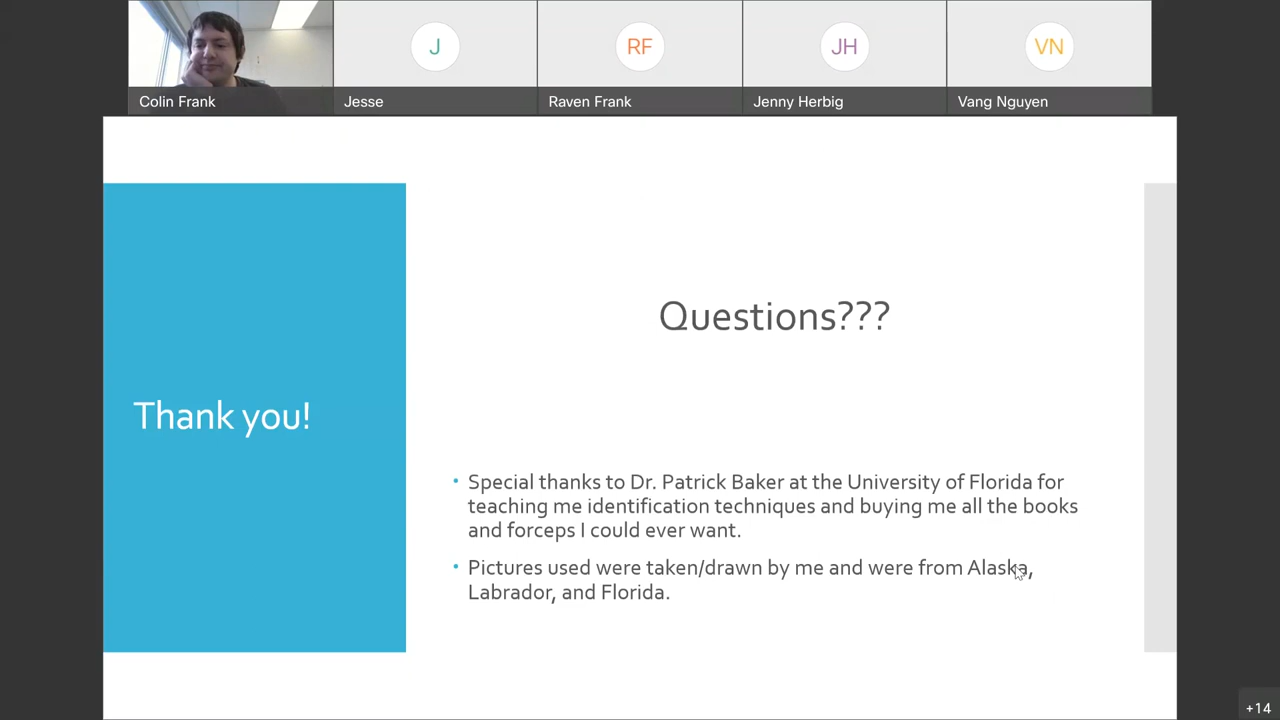 J
RF
JH
VN
Colin Frank
Jesse
Raven Frank
Jenny Herbig
Vang Nguyen
Questions???
Thank you!
• Special thanks to Dr. Patrick Baker at the University of Florida for
teaching me identification techniques and buying me all the books
and forceps I could ever want.
• Pictures used were taken/drawn by me and were from Alaska,
Labrador, and Florida.
+14